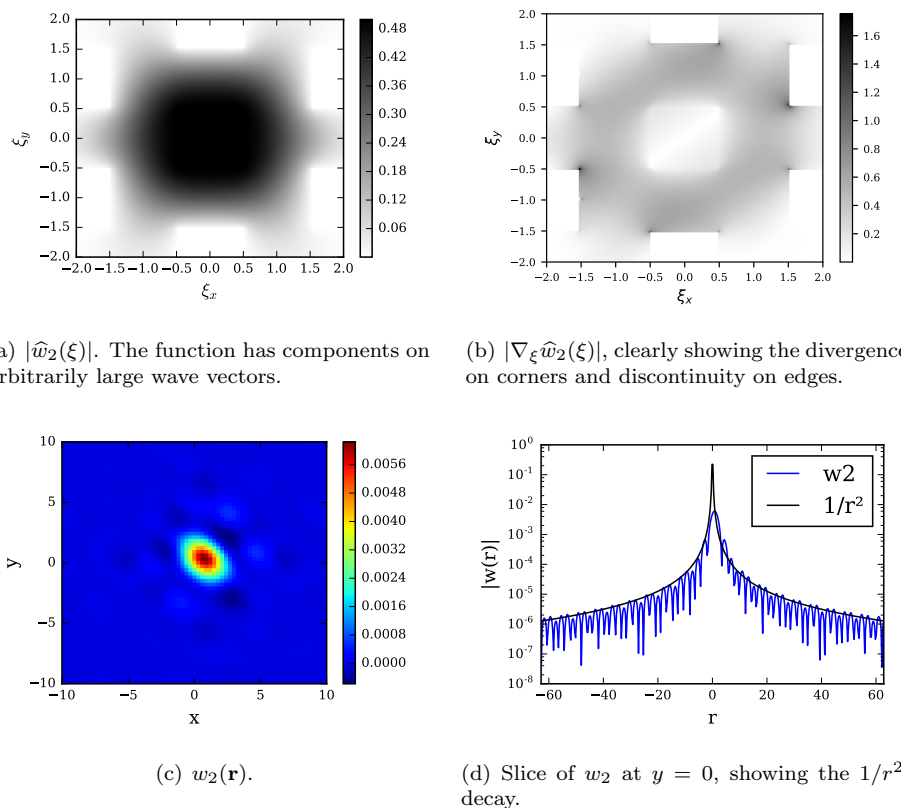 2.0
1.5
1.0
0.5
0.0
−0.5
−1.0
−1.5
−2.0
ξy
−2.0 −1.5 −1.0 −0.5 0.0 0.5 1.0 1.5 2.0
ξx
0.48
0.42
0.36
0.30
0.24
0.18
0.12
0.06
2.0
1.5
1.0
0.5
0.0
−0.5
−1.0
−1.5
−2.0
ξy
−2.0 −1.5 −1.0 −0.5 0.0 0.5 1.0 1.5 2.0
ξx
1.6
1.4
1.2
1.0
0.8
0.6
0.4
0.2
a) |ŵ2(ξ)|. The function has components on
rbitrarily large wave vectors.
(b) |∇ξŵ2(ξ)|, clearly showing the divergence
on corners and discontinuity on edges.
10
5
0
−5
−10
y
−10 −5 0 5 10
x
0.0056
0.0048
0.0040
0.0032
0.0024
0.0016
0.0008
0.0000
(c) w2(r).
10⁰
10⁻¹
10⁻²
10⁻³
10⁻⁴
10⁻⁵
10⁻⁶
10⁻⁷
10⁻⁸
|w(r)|
w2
1/r²
−60 −40 −20 0 20 40 60
r
(d) Slice of w2 at y = 0, showing the 1/r²
decay.